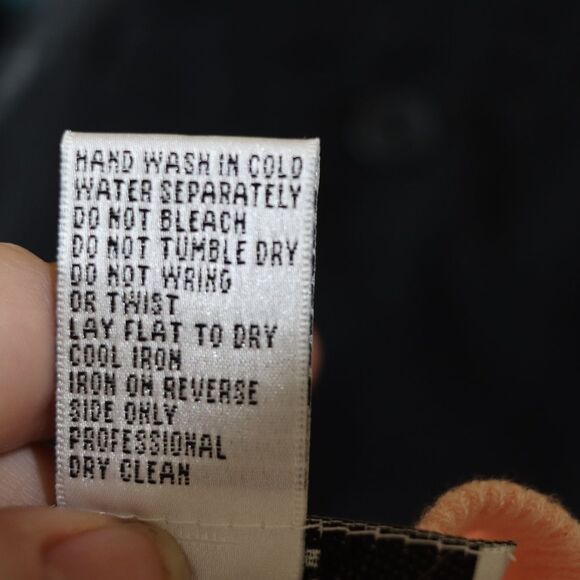 HAND WASH IN COLD
WATER SEPARATELY
DO NOT BLEACH
DO NOT TUMBLE DRY
DO NOT WRING
OR TWIST
LAY FLAT TO DRY
COOL IRON
IRON ON REVERSE
SIDE ONLY
PROFESSIONAL
DRY CLEAN